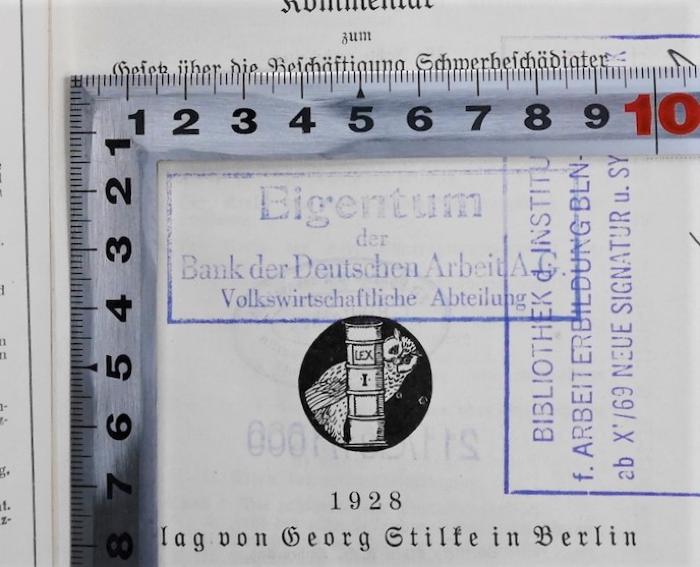 Kommentar
zum
Gesetz über die Beschäftigung Schwerbeschädigter
1 2 3 4 5 6 7 8 9 10
1
2
3
4
5
6
7
8
Eigentum
der
Bank der Deutschen Arbeit A.G.
Volkswirtschaftliche Abteilung
BIBLIOTHEK d. INSTITU
f. ARBEITERBILDUNG BLN-
ab X'/69 NEUE SIGNATUR u. SY
LEX
I.
1928
lag von Georg Stilke in Berlin